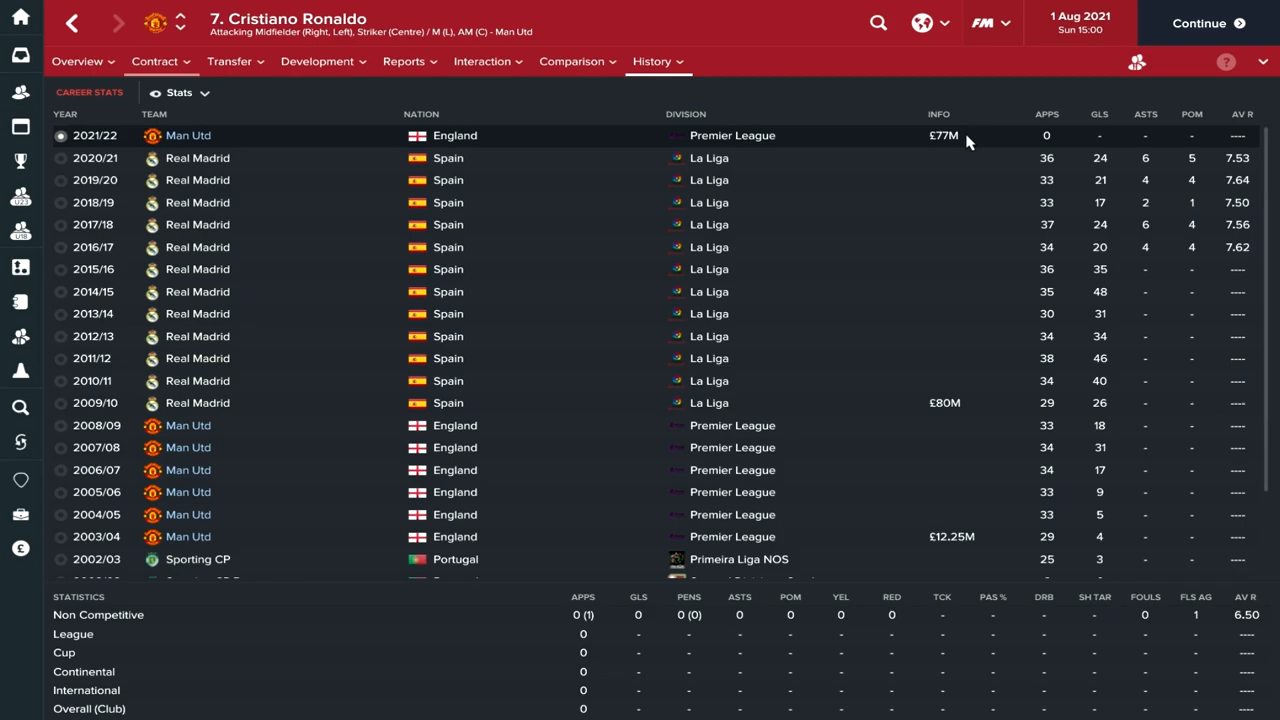 7. Cristiano Ronaldo
Attacking Midfielder (Right, Left), Striker (Centre) / M (L), AM (C) - Man Utd
FM
1 Aug 2021
Sun 15:00
Continue
Overview Contract Transfer Development Reports Interaction Comparison History ?
CAREER STATS Stats
YEAR TEAM NATION DIVISION INFO APPS GLS ASTS POM AV R
2021/22 Man Utd England Premier League £77M 0 - - - ----
2020/21 Real Madrid Spain La Liga 36 24 6 5 7.53
2019/20 Real Madrid Spain La Liga 33 21 4 4 7.64
2018/19 Real Madrid Spain La Liga 33 17 2 1 7.50
2017/18 Real Madrid Spain La Liga 37 24 6 4 7.56
2016/17 Real Madrid Spain La Liga 34 20 4 4 7.62
2015/16 Real Madrid Spain La Liga 36 35 - - ----
2014/15 Real Madrid Spain La Liga 35 48 - - ----
2013/14 Real Madrid Spain La Liga 30 31 - - ----
2012/13 Real Madrid Spain La Liga 34 34 - - ----
2011/12 Real Madrid Spain La Liga 38 46 - - ----
2010/11 Real Madrid Spain La Liga 34 40 - - ----
2009/10 Real Madrid Spain La Liga £80M 29 26 - - ----
2008/09 Man Utd England Premier League 33 18 - - ----
2007/08 Man Utd England Premier League 34 31 - - ----
2006/07 Man Utd England Premier League 34 17 - - ----
2005/06 Man Utd England Premier League 33 9 - - ----
2004/05 Man Utd England Premier League 33 5 - - ----
2003/04 Man Utd England Premier League £12.25M 29 4 - - ----
2002/03 Sporting CP Portugal Primeira Liga NOS 25 3 - - ----
STATISTICS APPS GLS PENS ASTS POM YEL RED TCK PAS % DRB SH TAR FOULS FLS AG AV R
Non Competitive 0 (1) 0 0 (0) 0 0 0 0 - - - - 0 1 6.50
League 0 - - - - - - - - - - - - ----
Cup 0 - - - - - - - - - - - - ----
Continental 0 - - - - - - - - - - - - ----
International 0 - - - - - - - - - - - - ----
Overall (Club) 0 - - - - - - - - - - - - ----
U23
U18